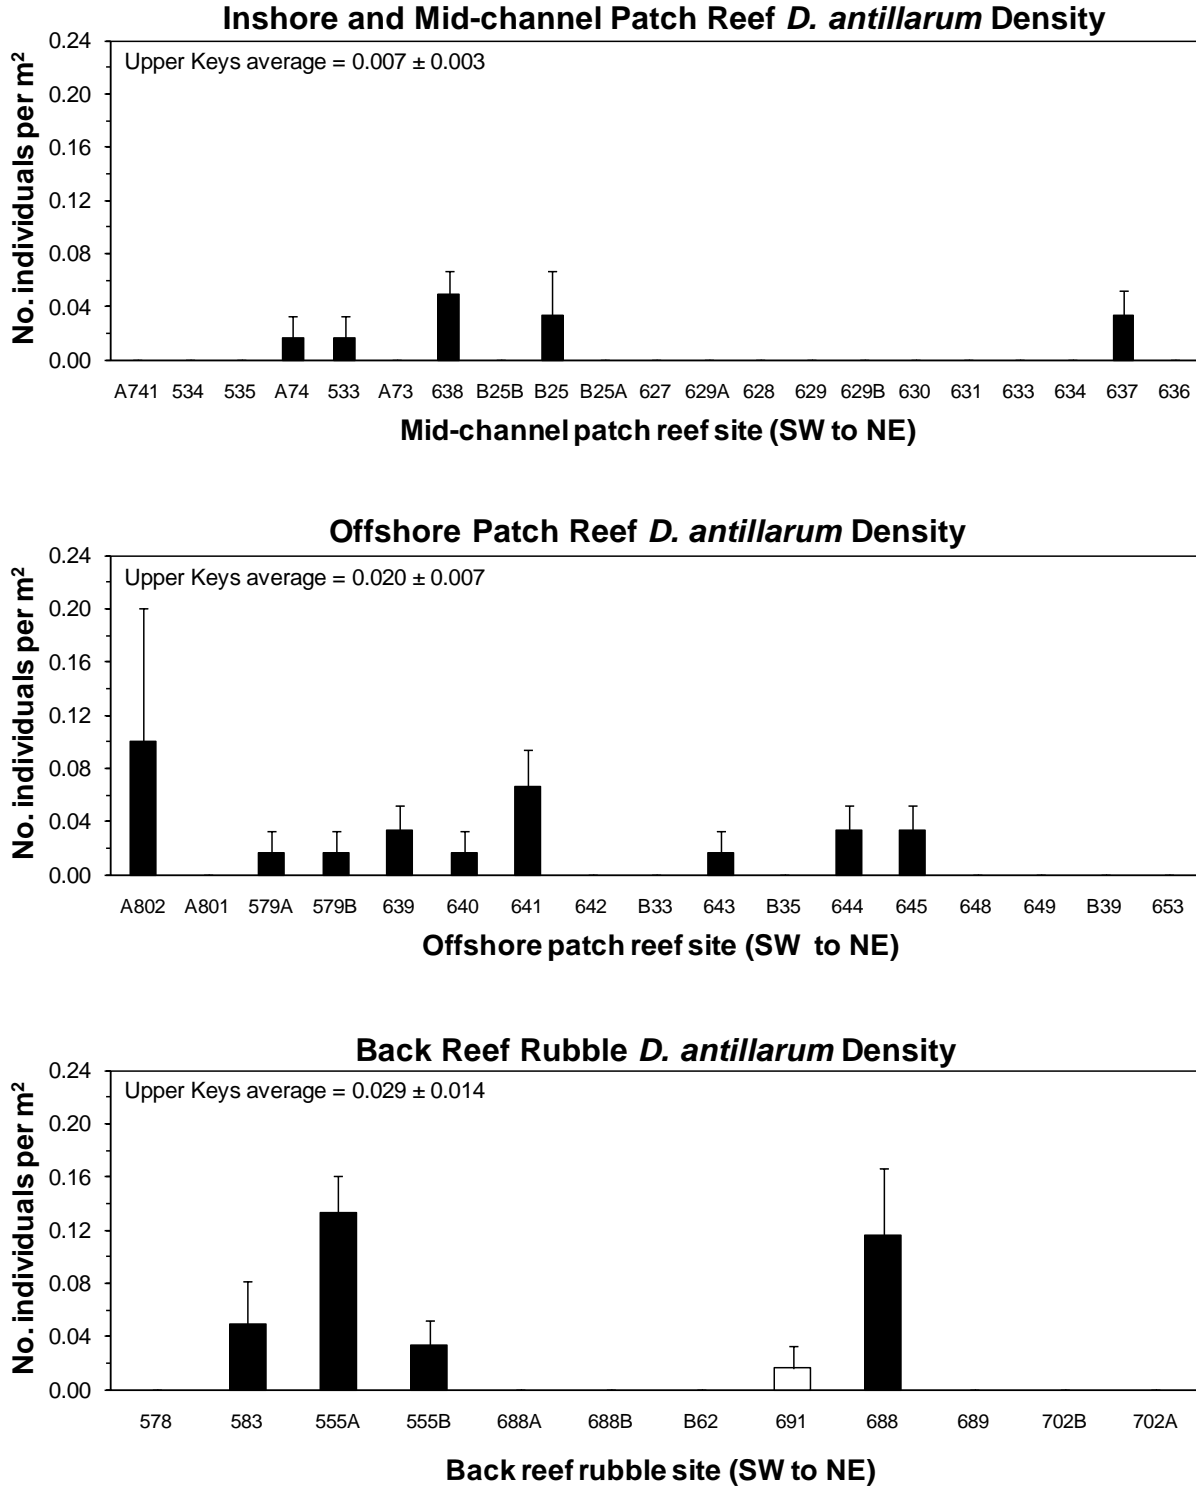 Inshore and Mid-channel Patch Reef D. antillarum Density
No. individuals per m²
0.24
0.20
0.16
0.12
0.08
0.04
0.00
Upper Keys average = 0.007 ± 0.003
A741 534 535 A74 533 A73 638 B25B B25 B25A 627 629A 628 629 629B 630 631 633 634 637 636
Mid-channel patch reef site (SW to NE)
Offshore Patch Reef D. antillarum Density
No. individuals per m²
0.24
0.20
0.16
0.12
0.08
0.04
0.00
Upper Keys average = 0.020 ± 0.007
A802 A801 579A 579B 639 640 641 642 B33 643 B35 644 645 648 649 B39 653
Offshore patch reef site (SW to NE)
Back Reef Rubble D. antillarum Density
No. individuals per m²
0.24
0.20
0.16
0.12
0.08
0.04
0.00
Upper Keys average = 0.029 ± 0.014
578 583 555A 555B 688A 688B B62 691 688 689 702B 702A
Back reef rubble site (SW to NE)